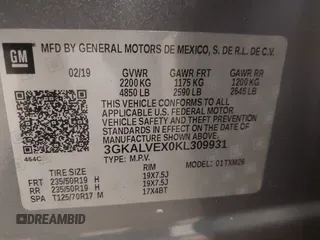 GM
MFD BY GENERAL MOTORS DE MEXICO, S. DE R.L. DE C.V.
02/19 GVWR GAWR FRT GAWR RR
2200 KG 1175 KG 1200 KG
4850 LB 2590 LB 2645 LB
THIS VEHICLE CONFORMS TO ALL APPLICABLE U.S. FEDERAL MOTOR VEHICLE SAFETY, BUMPER, AND THEFT PREVENTION STANDARDS IN EFFECT ON THE DATE OF MANUFACTURE SHOWN ABOVE.
3GKALVEX0KL309931
TYPE: M.P.V. MODEL: 01TXM26
464C
TIRE SIZE RIM
FRT 235/50R19 H 19X7.5J
RR 235/50R19 H 19X7.5J
SPA T125/70R17 M 17X4BT
@DREAMBID